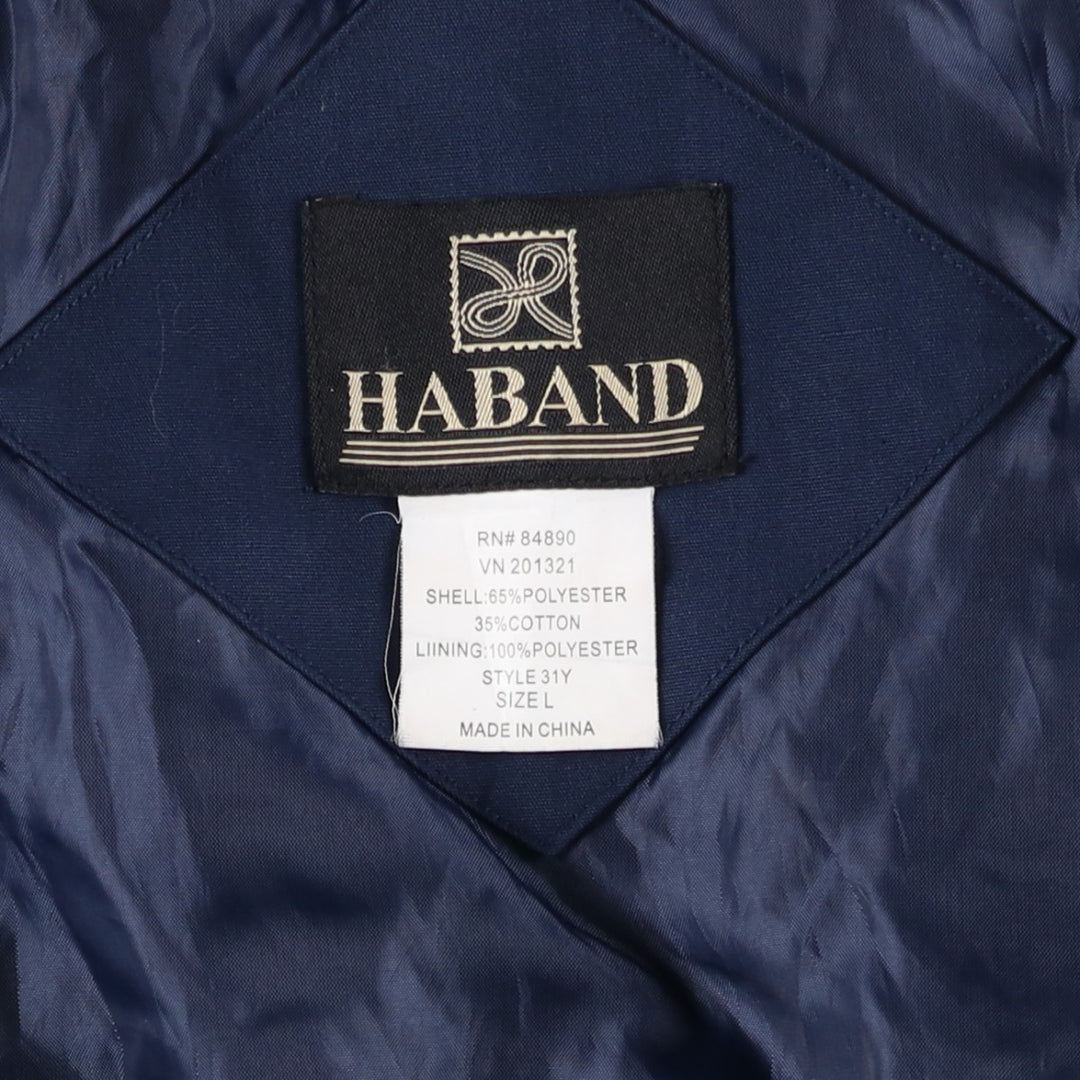 HABAND
RN# 84890
VN 201321
SHELL:65%POLYESTER
35%COTTON
LIINING:100%POLYESTER
STYLE 31Y
SIZE L
MADE IN CHINA